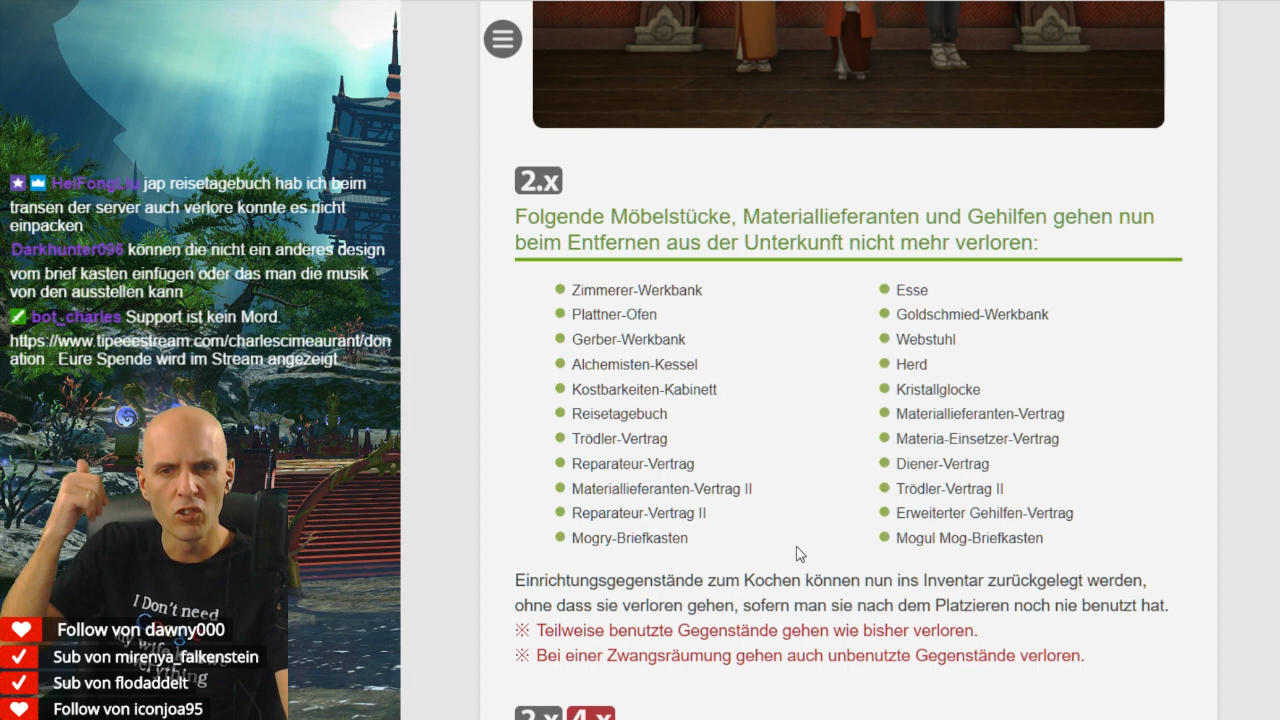 HeiFongLiu jap reisetagebuch hab ich beim
transen der server auch verlore konnte es nicht
einpacken
Darkhunter096 können die nicht ein anderes design
vom brief kasten einfügen oder das man die musik
von den ausstellen kann
bot_charles Support ist kein Mord
https://www.tipeeestream.com/charlescimeaurant/don
ation Eure Spende wird im Stream angezeigt
I Don't need
Follow von dawny000
Sub von mirenya_falkenstein
Sub von flodaddelt
Follow von iconjoa95
2.x
Folgende Möbelstücke, Materiallieferanten und Gehilfen gehen nun
beim Entfernen aus der Unterkunft nicht mehr verloren:
Zimmerer-Werkbank
Plattner-Ofen
Gerber-Werkbank
Alchemisten-Kessel
Kostbarkeiten-Kabinett
Reisetagebuch
Trödler-Vertrag
Reparateur-Vertrag
Materiallieferanten-Vertrag II
Reparateur-Vertrag II
Mogry-Briefkasten
Esse
Goldschmied-Werkbank
Webstuhl
Herd
Kristallglocke
Materiallieferanten-Vertrag
Materia-Einsetzer-Vertrag
Diener-Vertrag
Trödler-Vertrag II
Erweiterter Gehilfen-Vertrag
Mogul Mog-Briefkasten
Einrichtungsgegenstände zum Kochen können nun ins Inventar zurückgelegt werden,
ohne dass sie verloren gehen, sofern man sie nach dem Platzieren noch nie benutzt hat.
※ Teilweise benutzte Gegenstände gehen wie bisher verloren.
※ Bei einer Zwangsräumung gehen auch unbenutzte Gegenstände verloren.
2.x 4.x